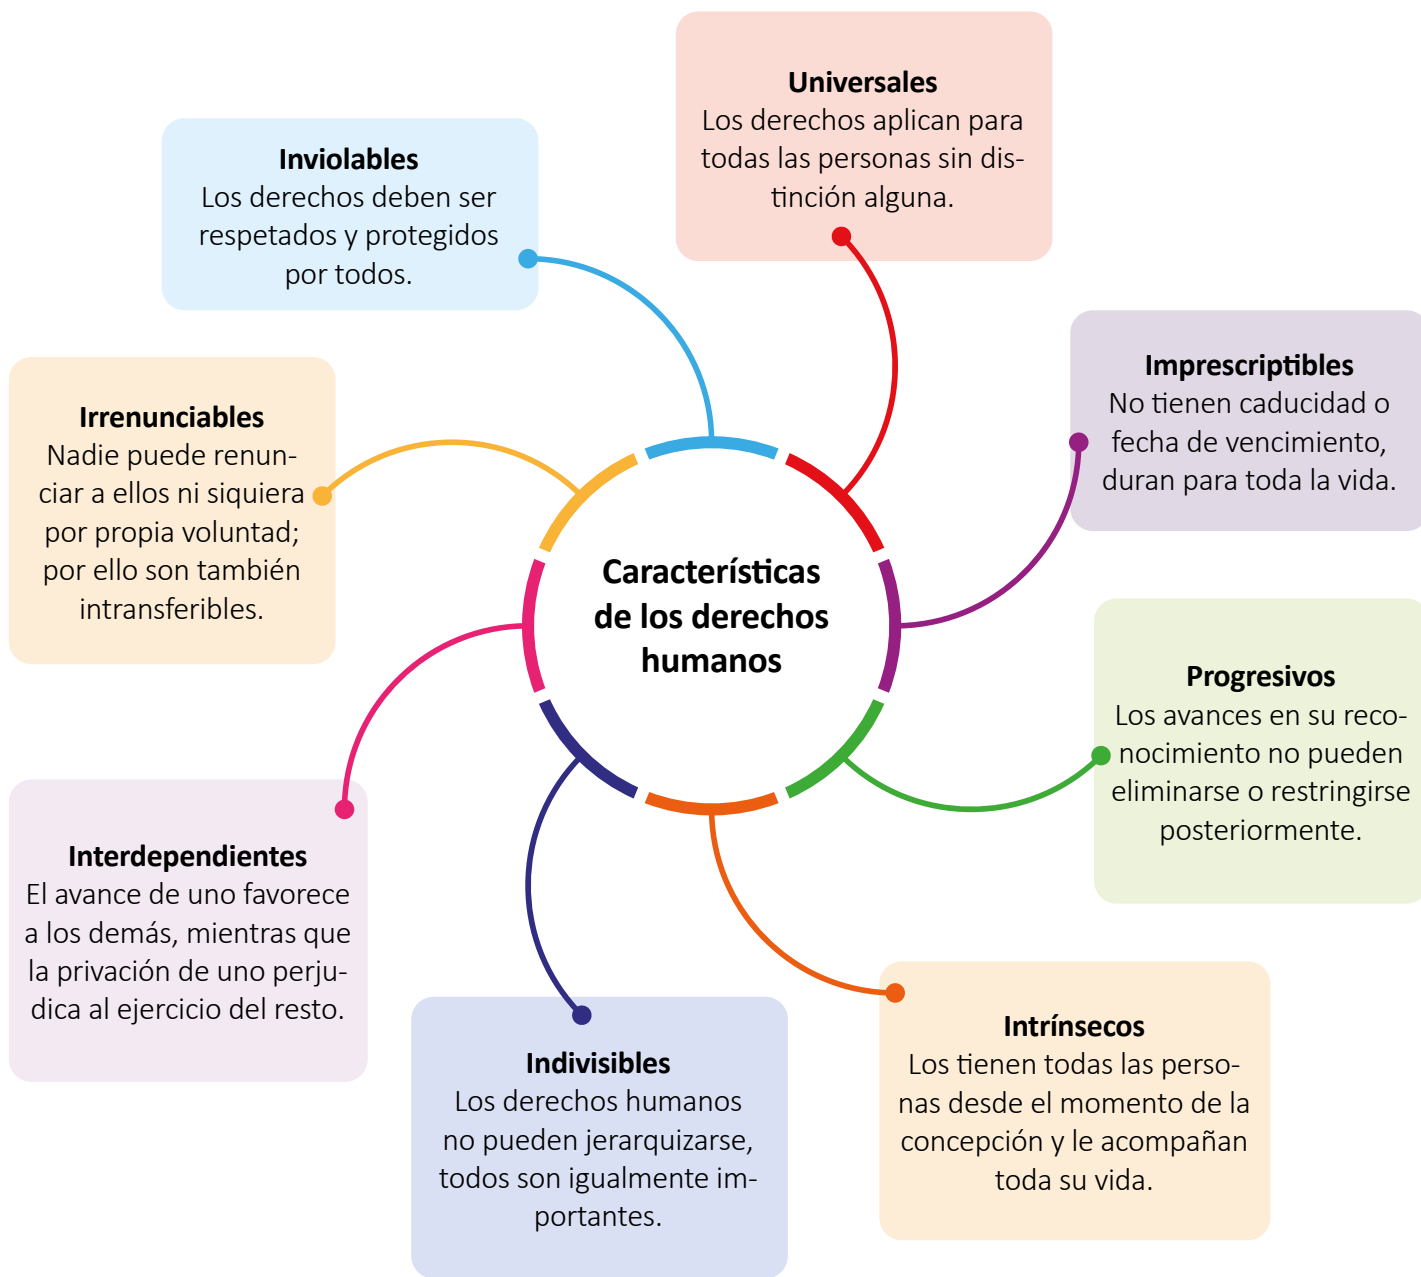 Características
de los derechos
humanos
Universales
Los derechos aplican para
todas las personas sin dis-
tinción alguna.
Imprescriptibles
No tienen caducidad o
fecha de vencimiento,
duran para toda la vida.
Progresivos
Los avances en su reco-
nocimiento no pueden
eliminarse o restringirse
posteriormente.
Intrínsecos
Los tienen todas las perso-
nas desde el momento de la
concepción y le acompañan
toda su vida.
Indivisibles
Los derechos humanos
no pueden jerarquizarse,
todos son igualmente im-
portantes.
Interdependientes
El avance de uno favorece
a los demás, mientras que
la privación de uno perju-
dica al ejercicio del resto.
Irrenunciables
Nadie puede renun-
ciar a ellos ni siquiera
por propia voluntad;
por ello son también
intransferibles.
Inviolables
Los derechos deben ser
respetados y protegidos
por todos.